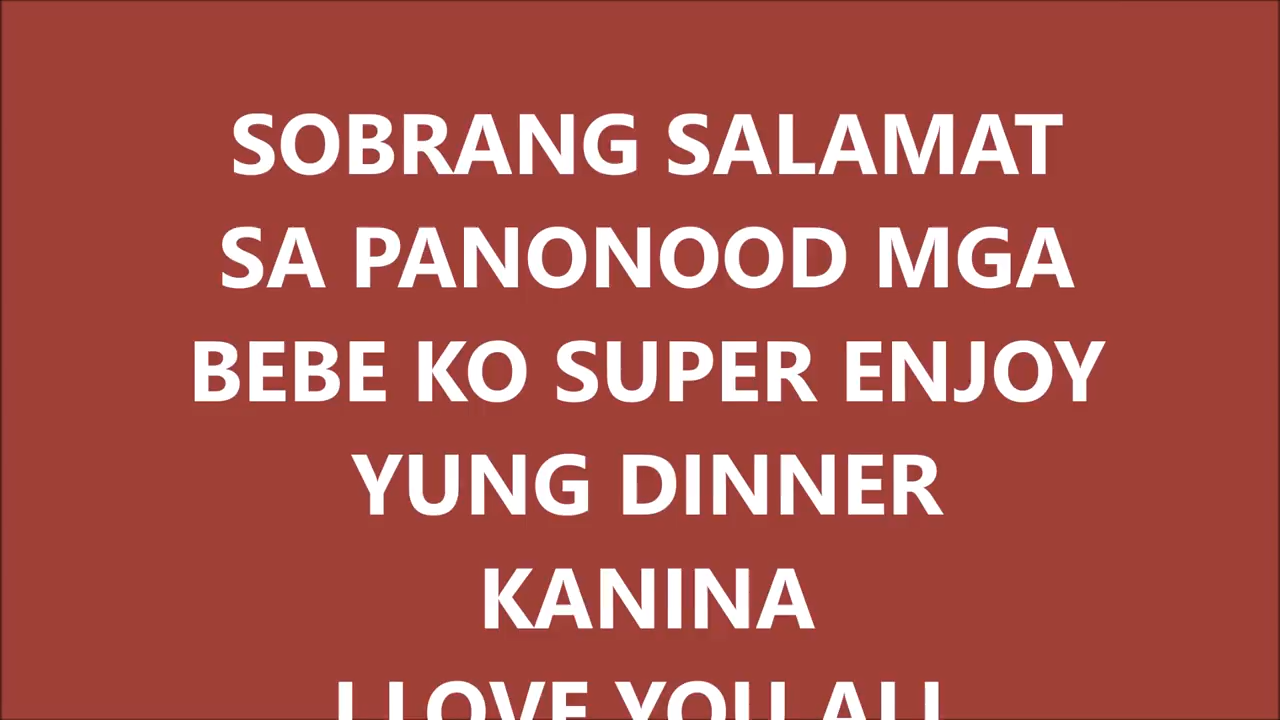 SOBRANG SALAMAT
SA PANONOOD MGA
BEBE KO SUPER ENJOY
YUNG DINNER
KANINA
I LOVE YOU ALL